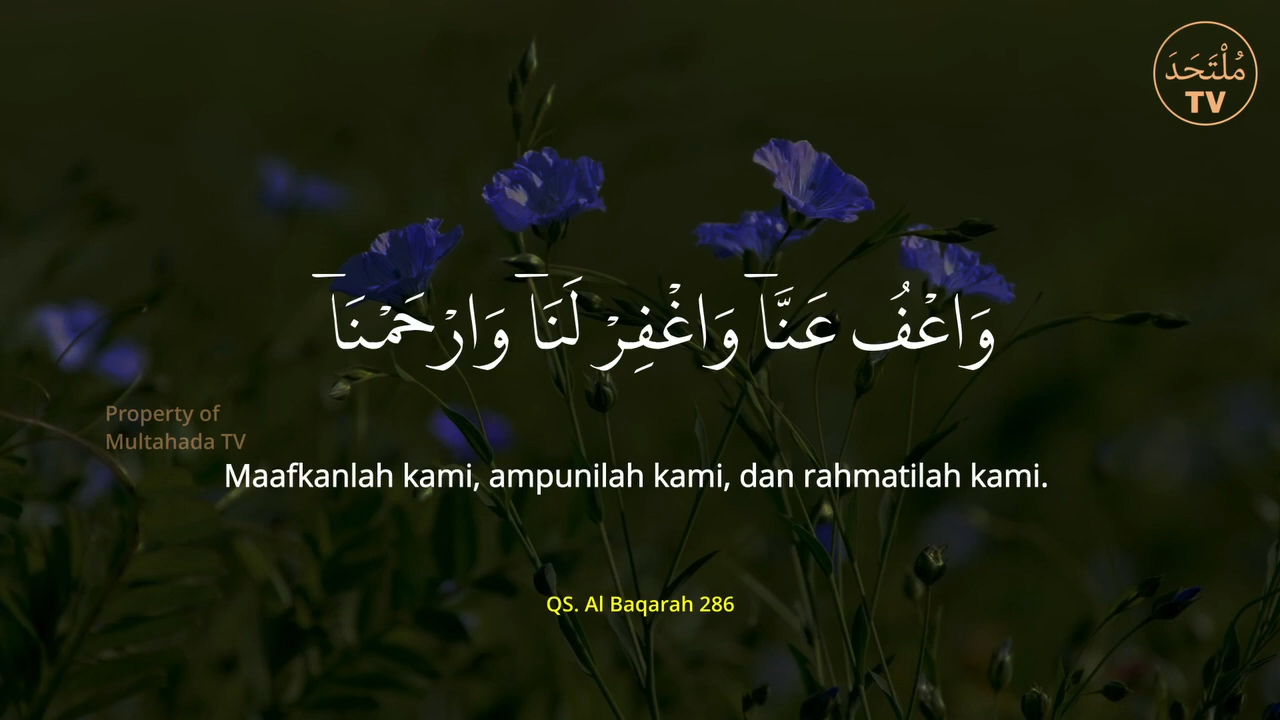 مُلْتَحَدَ
TV
وَاعْفُ عَنَّاۗ وَاغْفِرْ لَنَاۗ وَارْحَمْنَاۗ
Property of
Multahada TV
Maafkanlah kami, ampunilah kami, dan rahmatilah kami.
QS. Al Baqarah 286